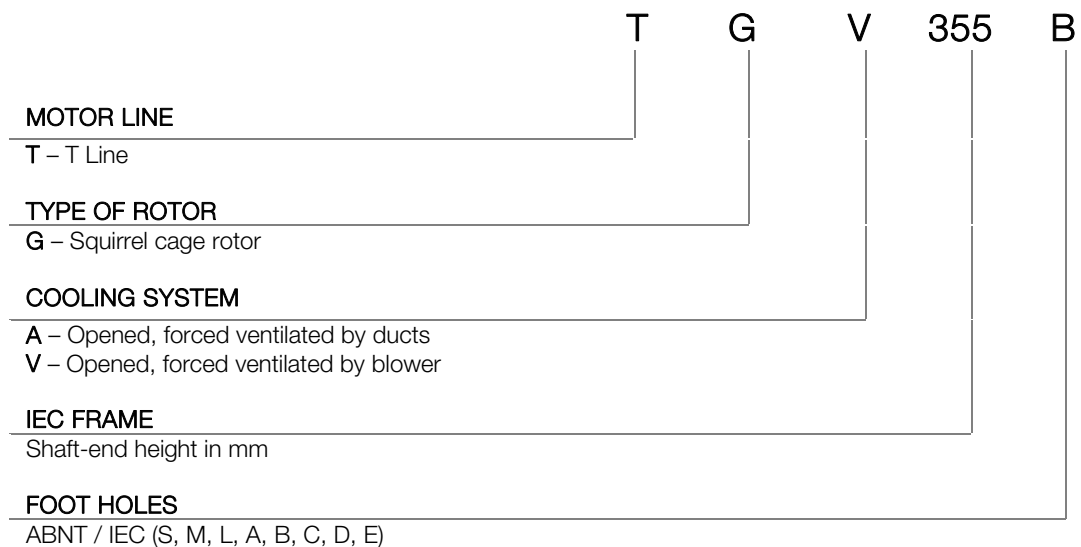 T G V 355 B
MOTOR LINE
T – T Line
TYPE OF ROTOR
G – Squirrel cage rotor
COOLING SYSTEM
A – Opened, forced ventilated by ducts
V – Opened, forced ventilated by blower
IEC FRAME
Shaft-end height in mm
FOOT HOLES
ABNT / IEC (S, M, L, A, B, C, D, E)